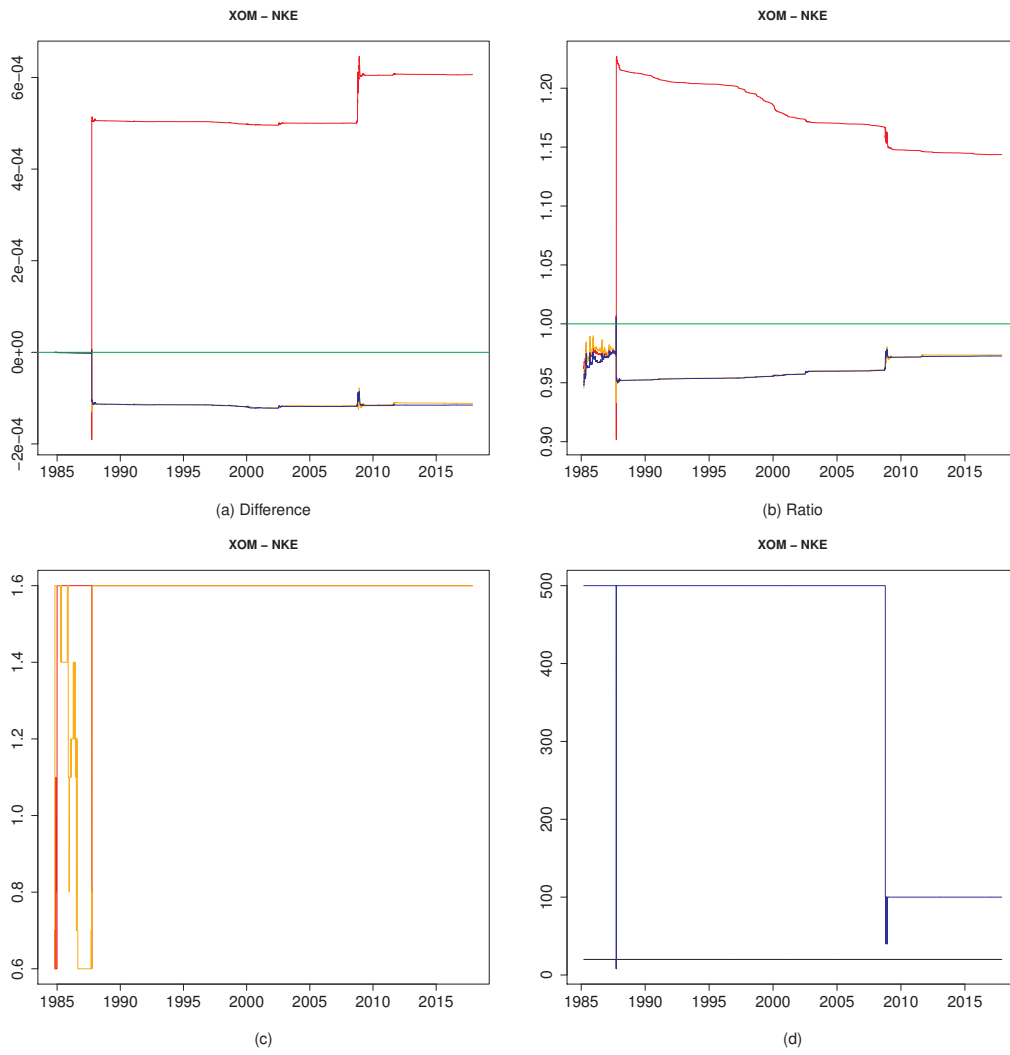 XOM − NKE
6e−04
4e−04
2e−04
0e+00
−2e−04
1985 1990 1995 2000 2005 2010 2015
(a) Difference
XOM − NKE
1.20
1.15
1.10
1.05
1.00
0.95
0.90
1985 1990 1995 2000 2005 2010 2015
(b) Ratio
XOM − NKE
1.6
1.4
1.2
1.0
0.8
0.6
1985 1990 1995 2000 2005 2010 2015
(c)
XOM − NKE
500
400
300
200
100
0
1985 1990 1995 2000 2005 2010 2015
(d)